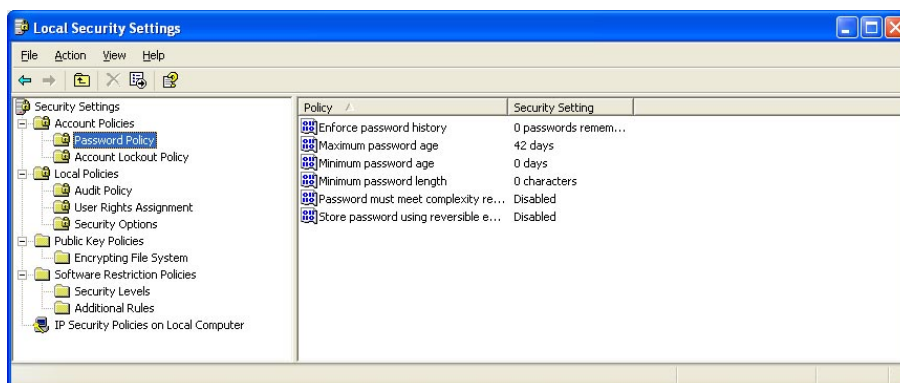 Local Security Settings
File Action View Help
Security Settings
Account Policies
Password Policy
Account Lockout Policy
Local Policies
Audit Policy
User Rights Assignment
Security Options
Public Key Policies
Encrypting File System
Software Restriction Policies
Security Levels
Additional Rules
IP Security Policies on Local Computer
Policy Security Setting
Enforce password history 0 passwords remem...
Maximum password age 42 days
Minimum password age 0 days
Minimum password length 0 characters
Password must meet complexity re... Disabled
Store password using reversible e... Disabled